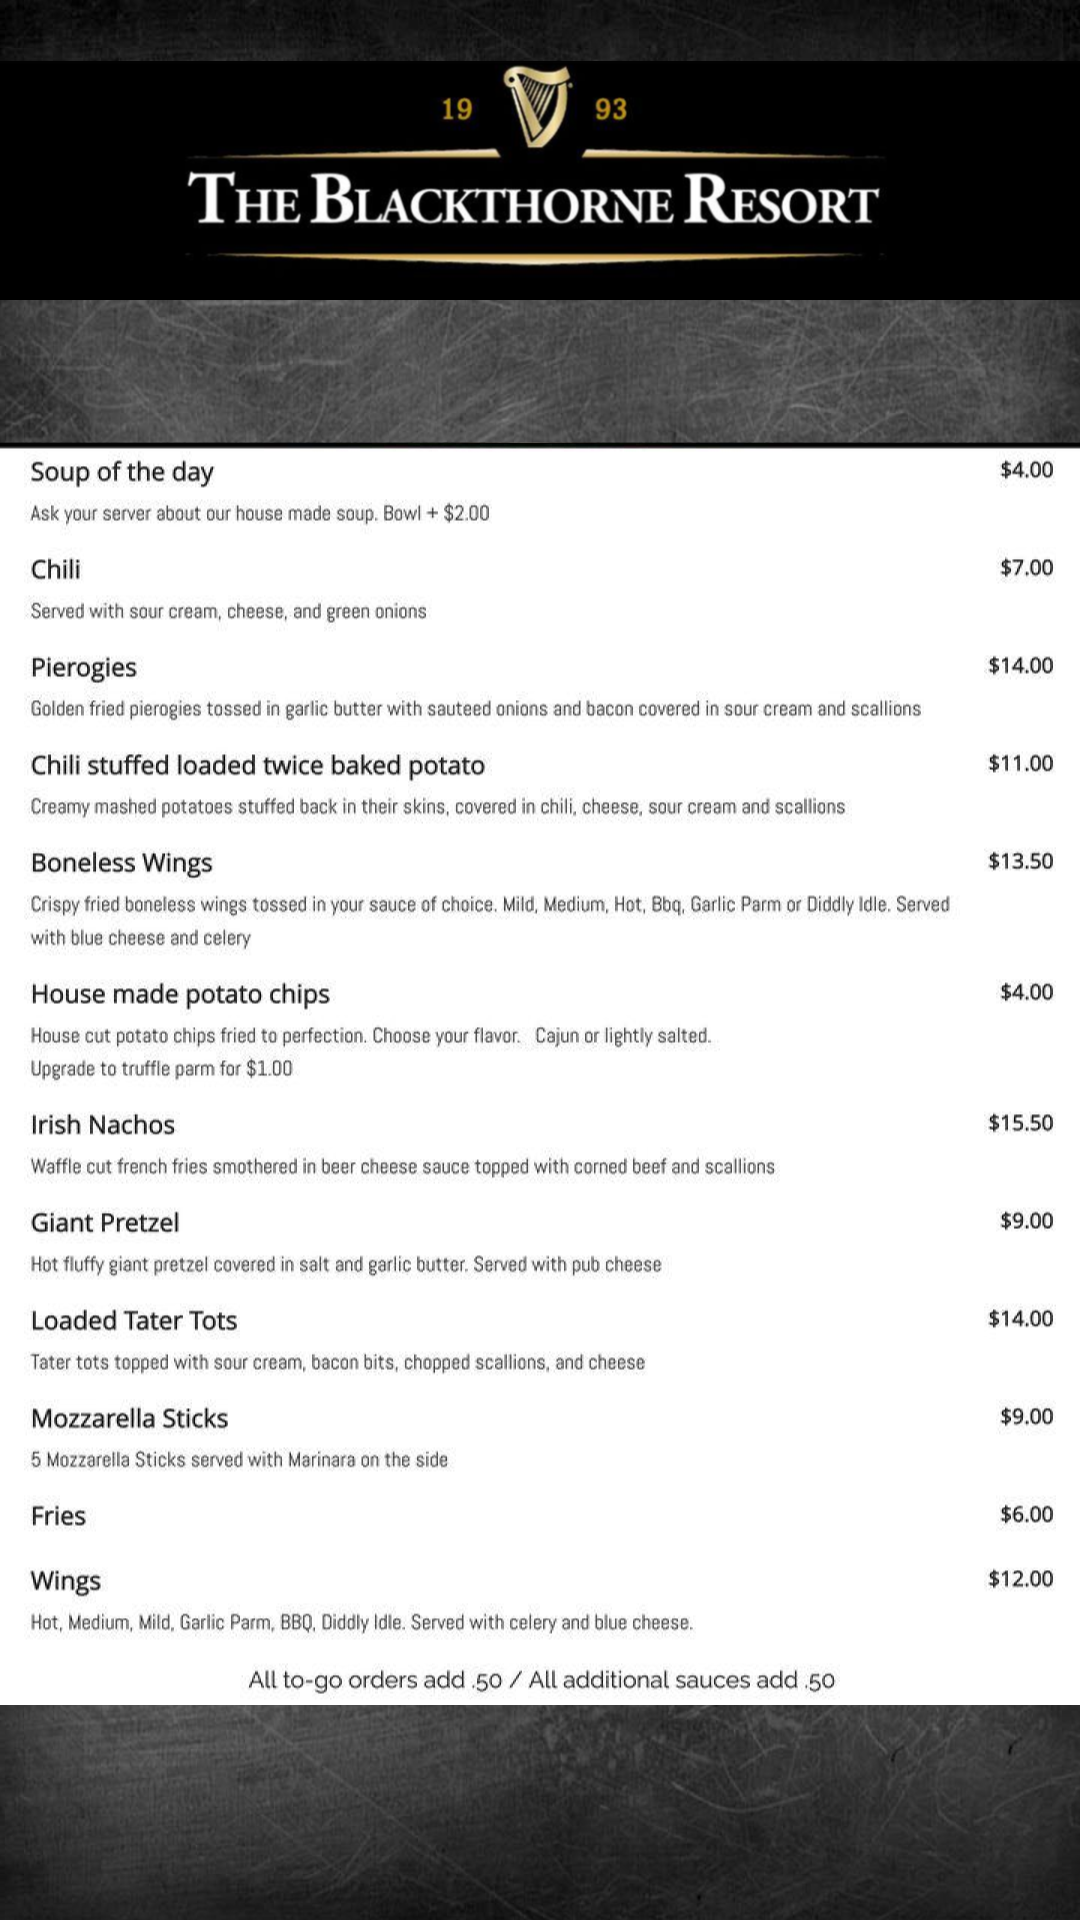 19 93
THE BLACKTHORNE RESORT
Soup of the day $4.00
Ask your server about our house made soup. Bowl + $2.00
Chili $7.00
Served with sour cream, cheese, and green onions
Pierogies $14.00
Golden fried pierogies tossed in garlic butter with sauteed onions and bacon covered in sour cream and scallions
Chili stuffed loaded twice baked potato $11.00
Creamy mashed potatoes stuffed back in their skins, covered in chili, cheese, sour cream and scallions
Boneless Wings $13.50
Crispy fried boneless wings tossed in your sauce of choice. Mild, Medium, Hot, Bbq, Garlic Parm or Diddly Idle. Served
with blue cheese and celery
House made potato chips $4.00
House cut potato chips fried to perfection. Choose your flavor.   Cajun or lightly salted.
Upgrade to truffle parm for $1.00
Irish Nachos $15.50
Waffle cut french fries smothered in beer cheese sauce topped with corned beef and scallions
Giant Pretzel $9.00
Hot fluffy giant pretzel covered in salt and garlic butter. Served with pub cheese
Loaded Tater Tots $14.00
Tater tots topped with sour cream, bacon bits, chopped scallions, and cheese
Mozzarella Sticks $9.00
5 Mozzarella Sticks served with Marinara on the side
Fries $6.00
Wings $12.00
Hot, Medium, Mild, Garlic Parm, BBQ, Diddly Idle. Served with celery and blue cheese.
All to-go orders add .50 / All additional sauces add .50